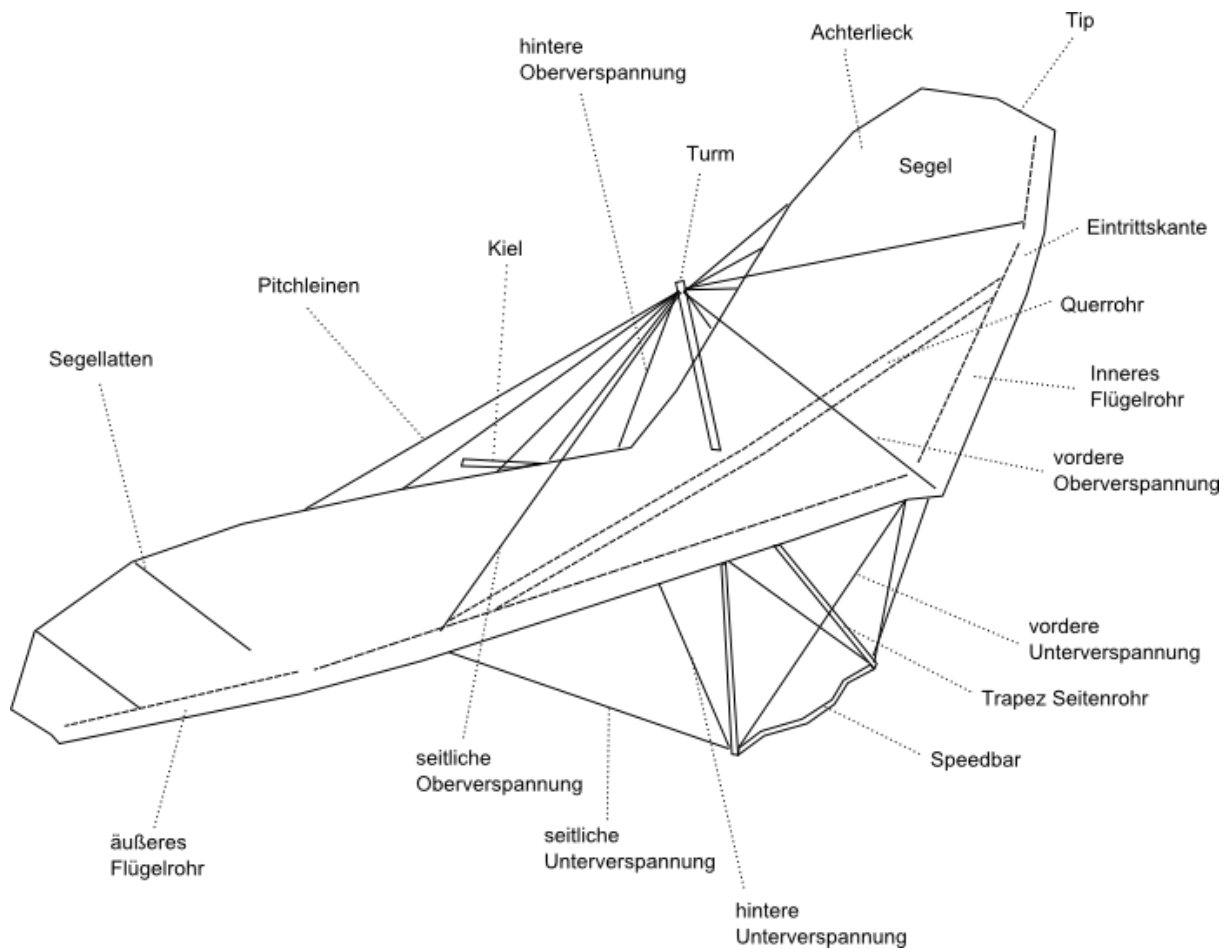 Tip
Achterlieck
hintere
Oberverspannung
Turm
Segel
Eintrittskante
Kiel
Pitchleinen
Querrohr
Segellatten
Inneres
Flügelrohr
vordere
Oberverspannung
vordere
Unterverspannung
Trapez Seitenrohr
Speedbar
seitliche
Oberverspannung
seitliche
Unterverspannung
äußeres
Flügelrohr
hintere
Unterverspannung